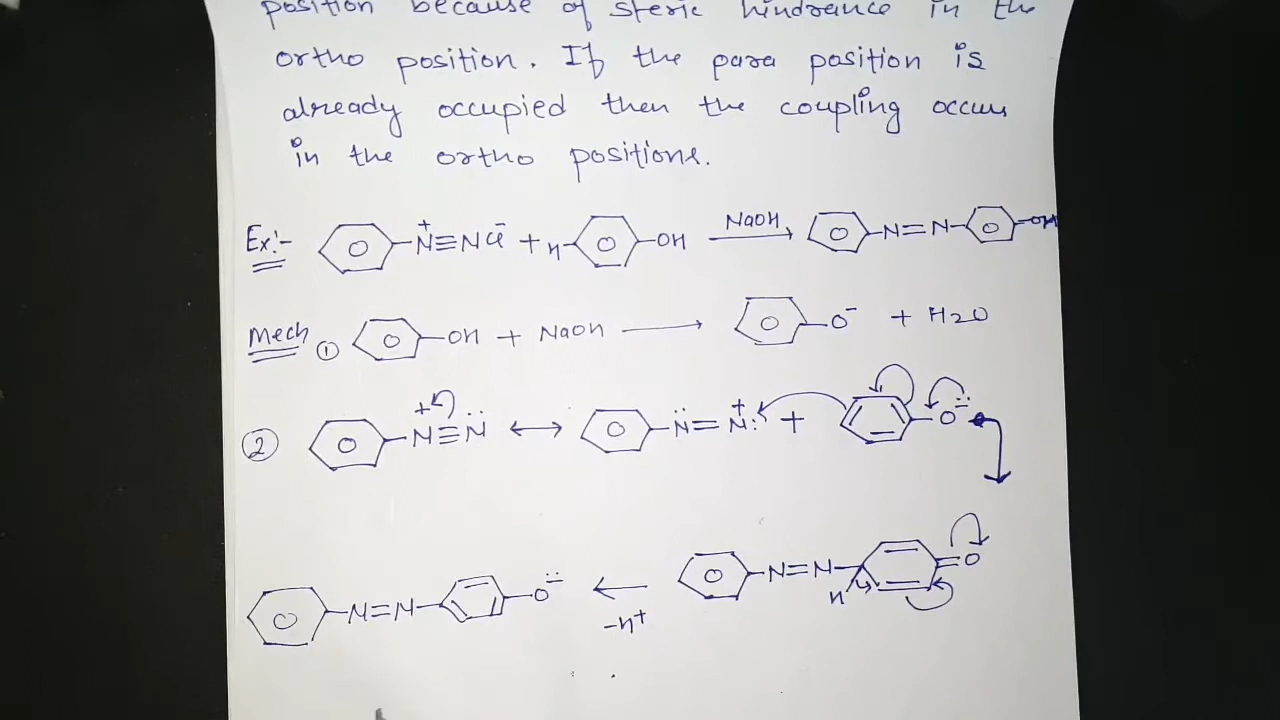 position because of steric hindrance in the
ortho position. If the para position is
already occupied then the coupling occurs
in the ortho positions.
Ex:- N⁺≡N Cl⁻ + H OH NaOH → N=N OH
Mech ① OH + NaOH → O⁻ + H2O
② N⁺≡N̈ ↔ N̈=N⁺: + O⁻
N=N H =O
N=N O⁻ ← -H⁺